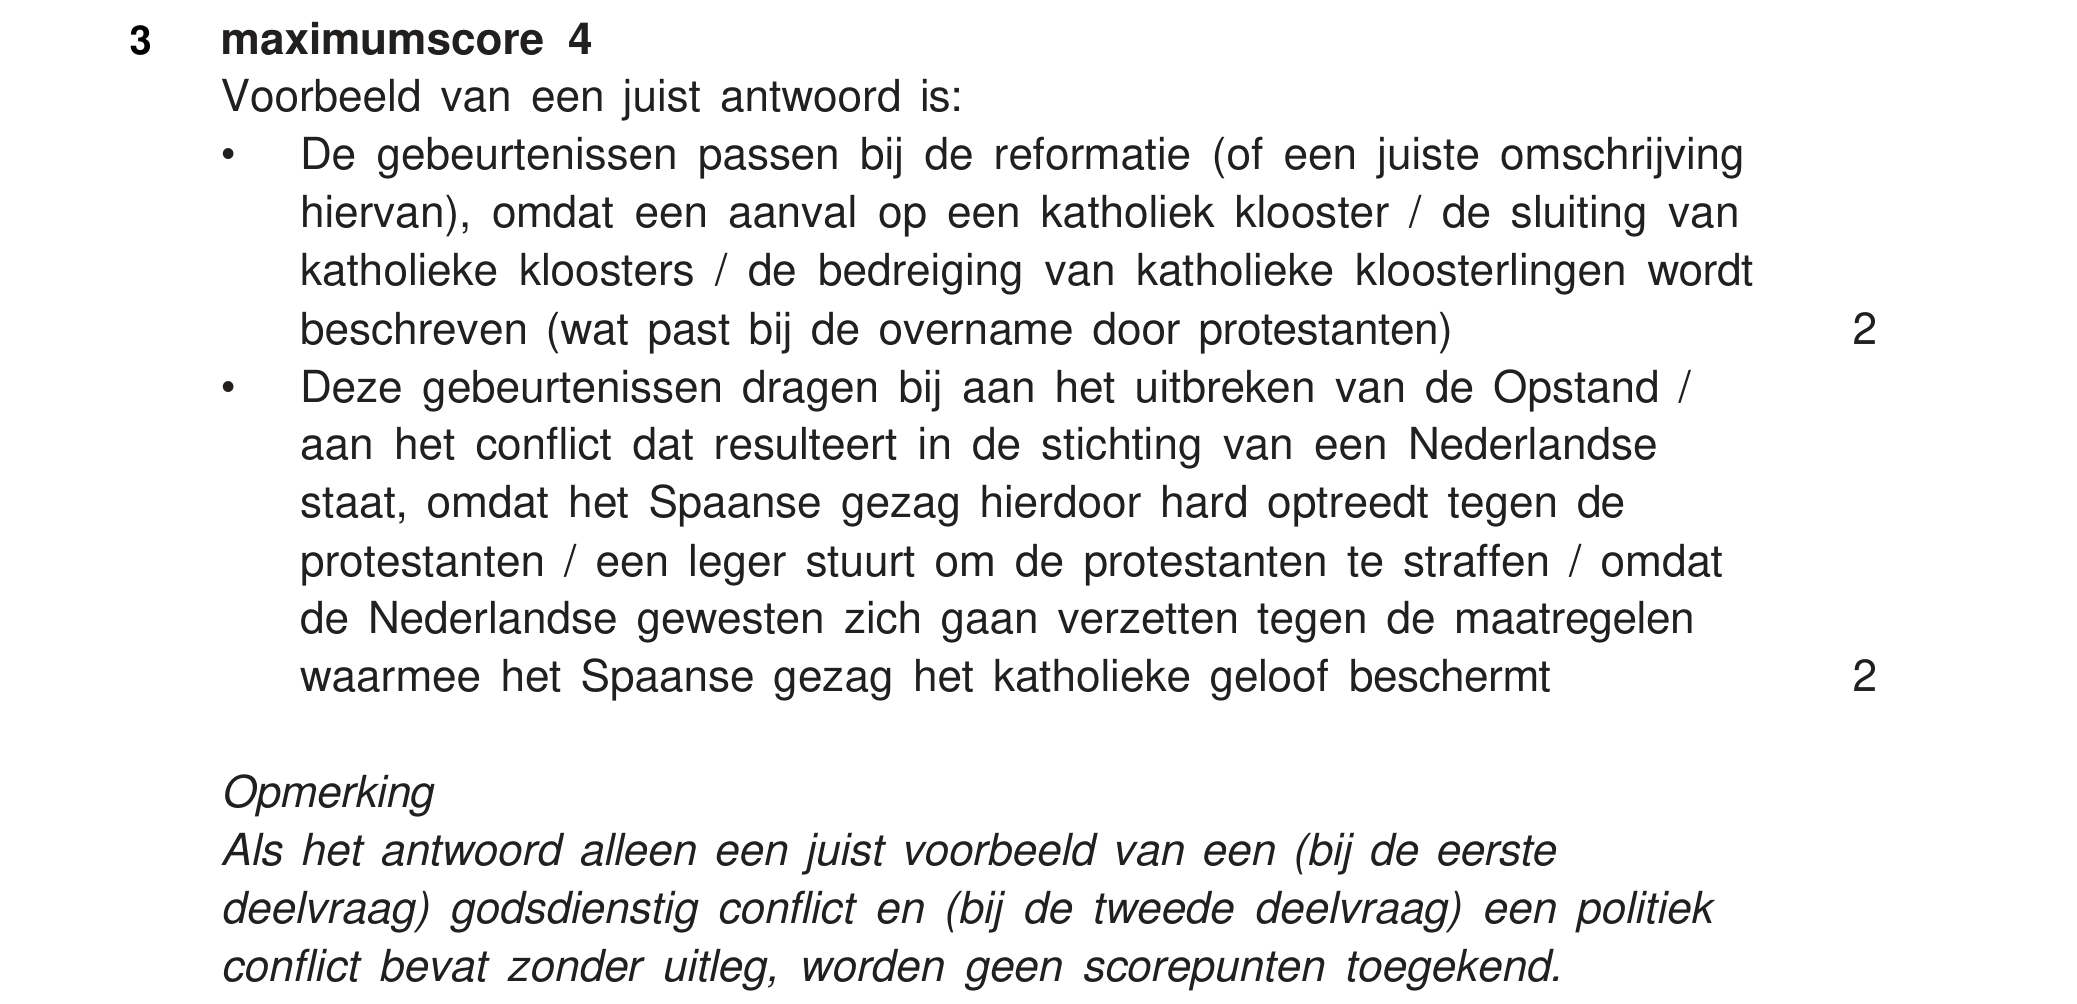 3 maximumscore 4
Voorbeeld van een juist antwoord is:
• De gebeurtenissen passen bij de reformatie (of een juiste omschrijving
hiervan), omdat een aanval op een katholiek klooster / de sluiting van
katholieke kloosters / de bedreiging van katholieke kloosterlingen wordt
beschreven (wat past bij de overname door protestanten) 2
• Deze gebeurtenissen dragen bij aan het uitbreken van de Opstand /
aan het conflict dat resulteert in de stichting van een Nederlandse
staat, omdat het Spaanse gezag hierdoor hard optreedt tegen de
protestanten / een leger stuurt om de protestanten te straffen / omdat
de Nederlandse gewesten zich gaan verzetten tegen de maatregelen
waarmee het Spaanse gezag het katholieke geloof beschermt 2
Opmerking
Als het antwoord alleen een juist voorbeeld van een (bij de eerste
deelvraag) godsdienstig conflict en (bij de tweede deelvraag) een politiek
conflict bevat zonder uitleg, worden geen scorepunten toegekend.